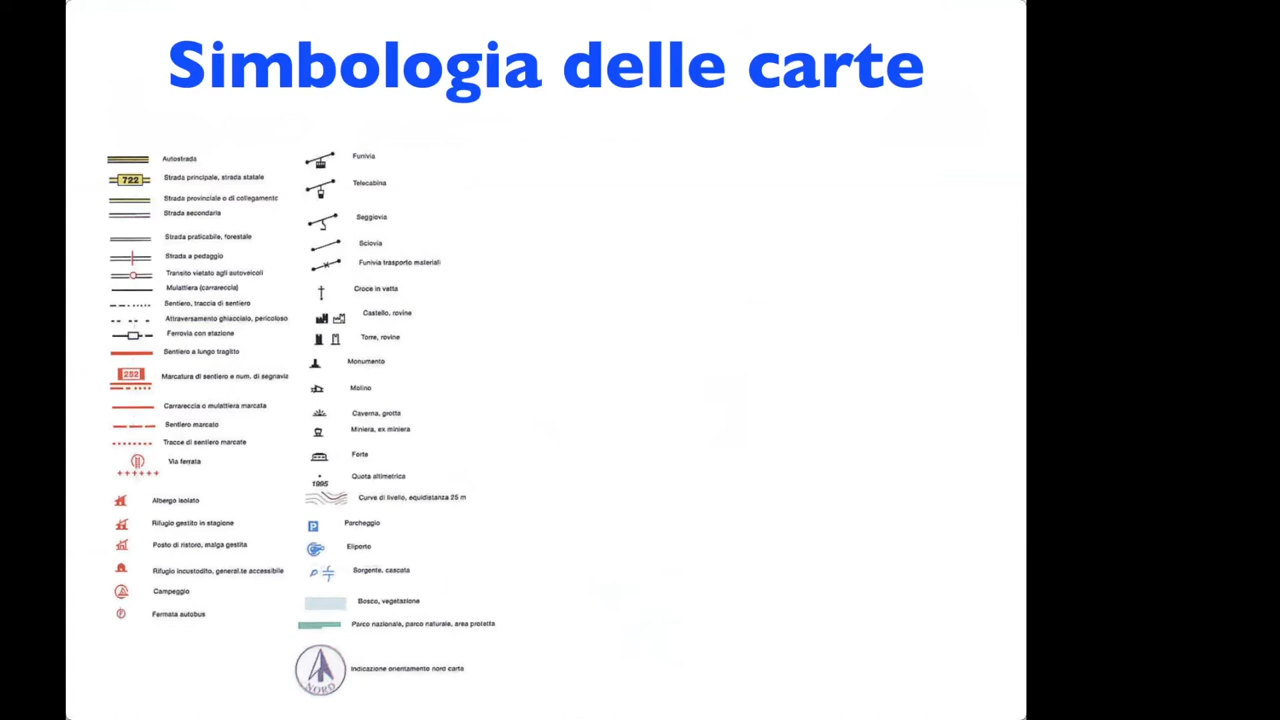 Simbologia delle carte
Autostrada
722 Strada principale, strada statale
Strada provinciale o di collegamento
Strada secondaria
Strada praticabile, forestale
Strada a pedaggio
Transito vietato agli autoveicoli
Mulattiera (carrareccia)
Sentiero, traccia di sentiero
Attraversamento ghiacciaio, pericoloso
Ferrovia con stazione
Sentiero a lungo tragitto
252 Marcatura di sentiero e num. di segnavia
Carrareccia o mulattiera marcata
Sentiero marcato
Tracce di sentiero marcate
Via ferrata
Albergo isolato
Rifugio gestito in stagione
Posto di ristoro, malga gestita
Rifugio incustodito, general.te accessibile
Campeggio
F Fermata autobus
Funivia
Telecabina
Seggiovia
Sciovia
Funivia trasporto materiali
Croce in vetta
Castello, rovine
Torre, rovine
Monumento
Molino
Caverna, grotta
Miniera, ex miniera
Forte
1995 Quota altimetrica
Curve di livello, equidistanza 25 m
P Parcheggio
Eliporto
Sorgente, cascata
Bosco, vegetazione
Parco nazionale, parco naturale, area protetta
NORD Indicazione orientamento nord carta